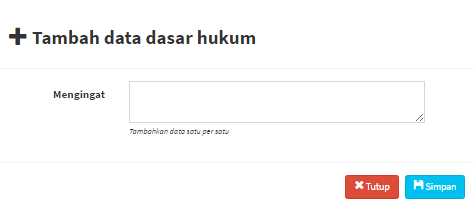 Tambah data dasar hukum
Mengingat
Tambahkan data satu per satu
Tutup
Simpan